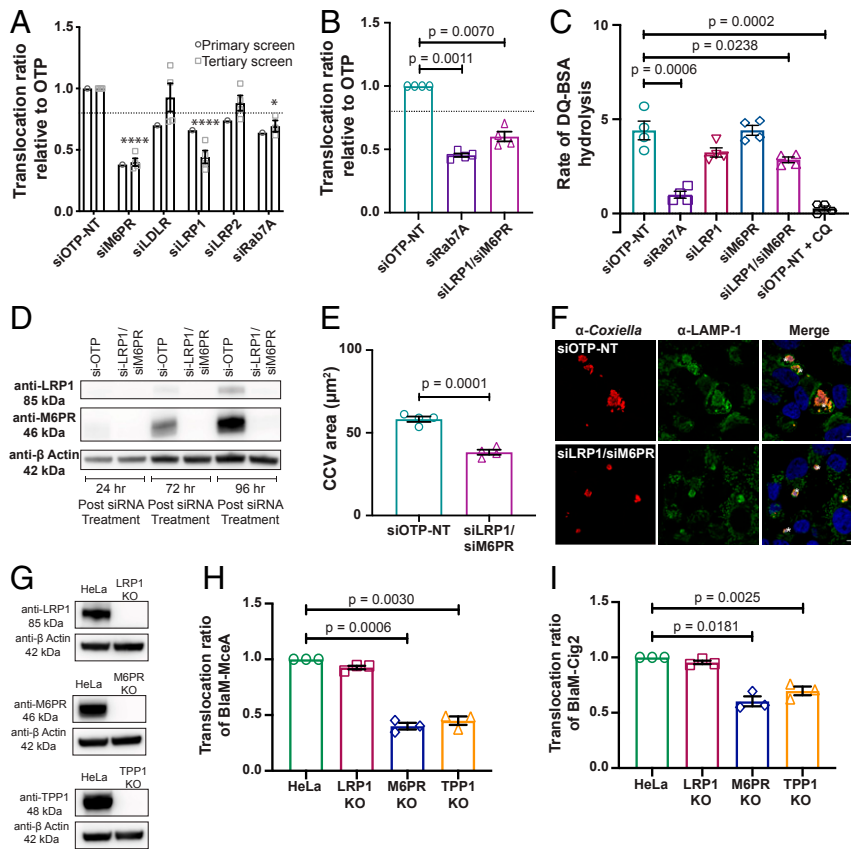 A
Translocation ratio
relative to OTP
1.5
1.0
0.5
0.0
Primary screen
Tertiary screen
****
****
*
siOTP-NT
siM6PR
siLDLR
siLRP1
siLRP2
siRab7A
B
Translocation ratio
relative to OTP
1.5
1.0
0.5
0.0
p = 0.0070
p = 0.0011
siOTP-NT
siRab7A
siLRP1/siM6PR
C
Rate of DQ-BSA
hydrolysis
10
5
0
p = 0.0002
p = 0.0238
p = 0.0006
siOTP-NT
siRab7A
siLRP1
siM6PR
siLRP1/siM6PR
siOTP-NT + CQ
D
si-OTP
si-LRP1/
siM6PR
si-OTP
si-LRP1/
siM6PR
si-OTP
si-LRP1/
siM6PR
anti-LRP1
85 kDa
anti-M6PR
46 kDa
anti-β Actin
42 kDa
24 hr
Post siRNA
Treatment
72 hr
Post siRNA
Treatment
96 hr
Post siRNA
Treatment
E
CCV area (μm²)
100
50
0
p = 0.0001
siOTP-NT
siLRP1/
siM6PR
F
α-Coxiella
α-LAMP-1
Merge
siOTP-NT
siLRP1/siM6PR
G
HeLa
LRP1
KO
anti-LRP1
85 kDa
anti-β Actin
42 kDa
HeLa
M6PR
KO
anti-M6PR
46 kDa
anti-β Actin
42 kDa
HeLa
TPP1
KO
anti-TPP1
48 kDa
anti-β Actin
42 kDa
H
Translocation ratio
of BlaM-MceA
1.5
1.0
0.5
0.0
p = 0.0030
p = 0.0006
HeLa
LRP1
KO
M6PR
KO
TPP1
KO
I
Translocation ratio
of BlaM-Cig2
1.5
1.0
0.5
0.0
p = 0.0025
p = 0.0181
HeLa
LRP1
KO
M6PR
KO
TPP1
KO